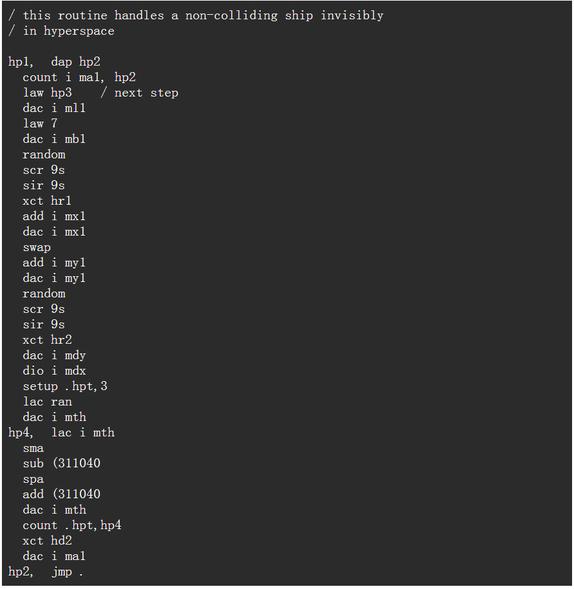 / this routine handles a non-colliding ship invisibly
/ in hyperspace
hp1, dap hp2
count i ma1, hp2
law hp3 / next step
dac i ml1
law 7
dac i mb1
random
scr 9s
sir 9s
xct hr1
add i mx1
dac i mx1
swap
add i my1
dac i my1
random
scr 9s
sir 9s
xct hr2
dac i mdy
dio i mdx
setup .hpt,3
lac ran
dac i mth
hp4, lac i mth
sma
sub (311040
spa
add (311040
dac i mth
count .hpt,hp4
xct hd2
dac i ma1
hp2, jmp .